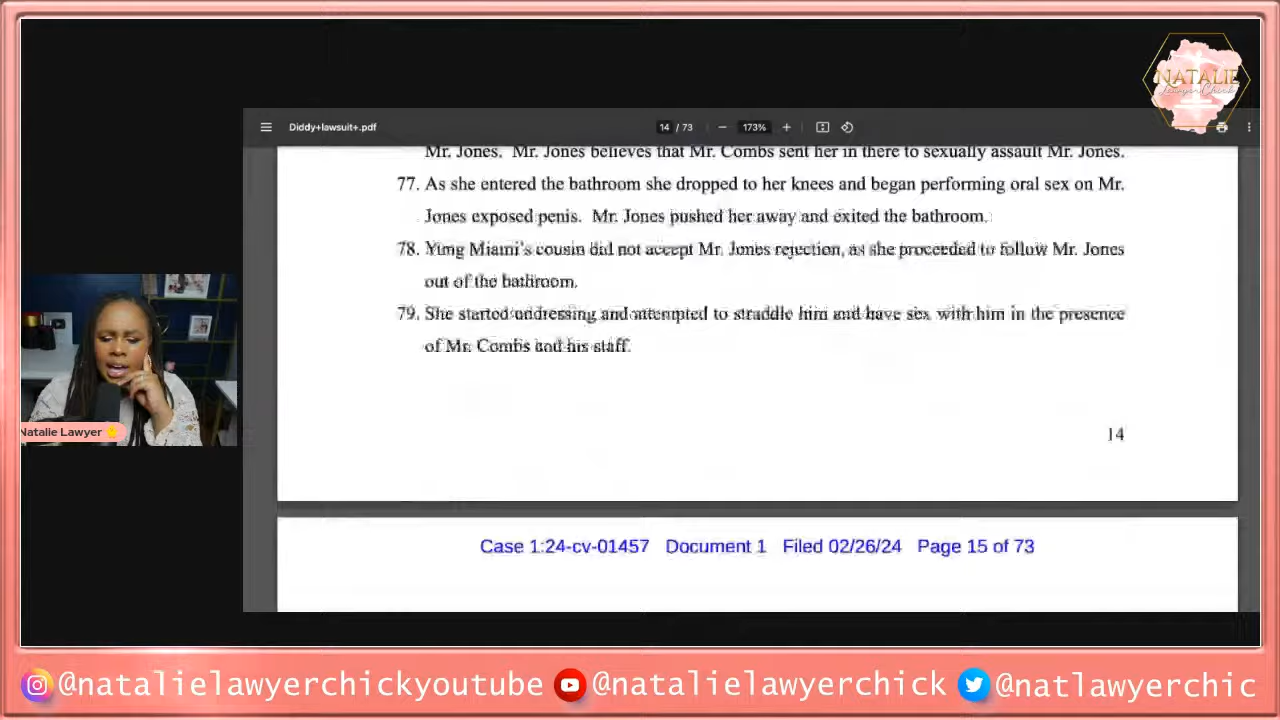 NATALIE
LawyerChick
Diddy+lawsuit+.pdf
14 / 73
173%
Mr. Jones. Mr. Jones believes that Mr. Combs sent her in there to sexually assault Mr. Jones.
77. As she entered the bathroom she dropped to her knees and began performing oral sex on Mr.
Jones exposed penis. Mr. Jones pushed her away and exited the bathroom.
78. Yung Miami's cousin did not accept Mr. Jones rejection, as she proceeded to follow Mr. Jones
out of the bathroom.
79. She started undressing and attempted to straddle him and have sex with him in the presence
of Mr. Combs and his staff.
14
Natalie Lawyer
Case 1:24-cv-01457 Document 1 Filed 02/26/24 Page 15 of 73
@natalielawyerchickyoutube @natalielawyerchick @natlawyerchic